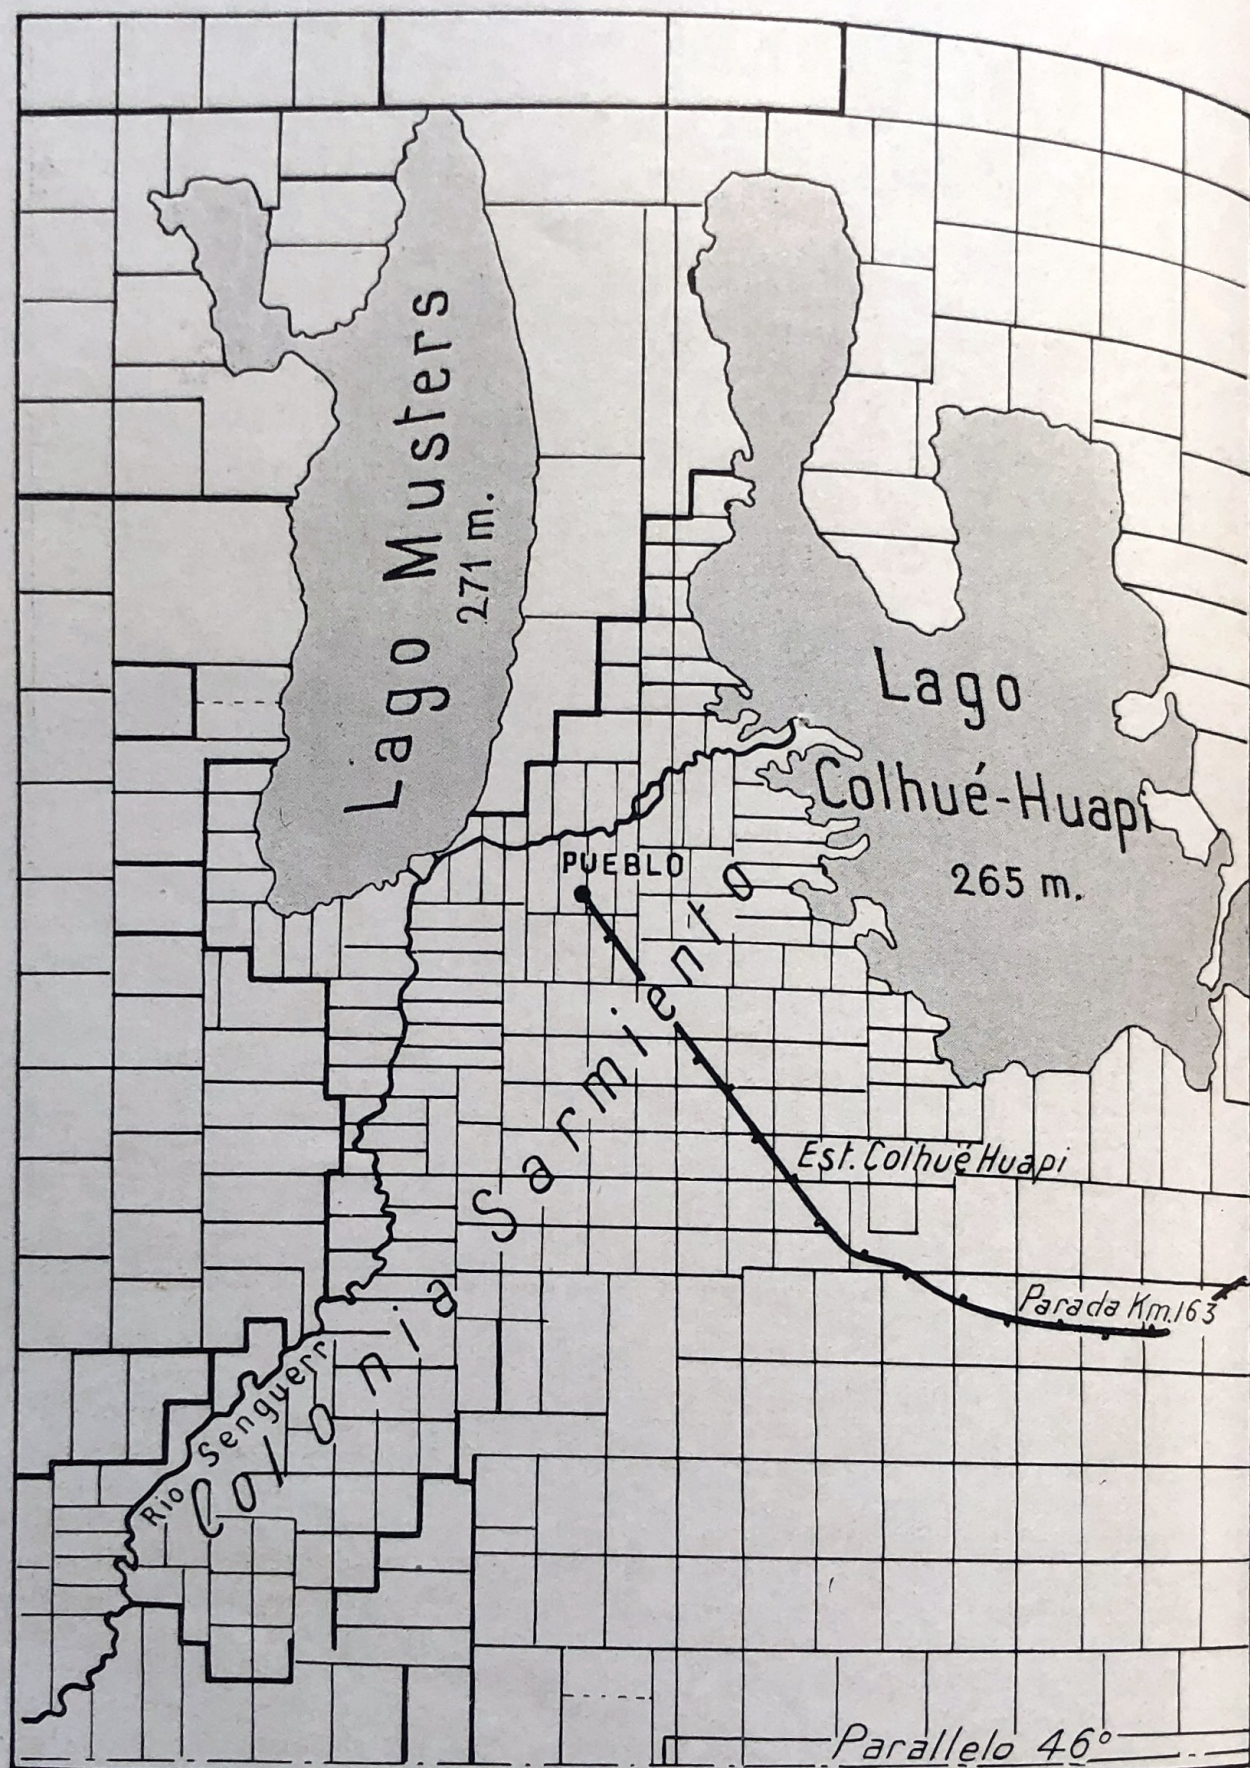 Lago Musters
271 m.
Lago
Colhué-Huapi
265 m.
PUEBLO
Colonia Sarmiento
Est. Colhuë Huapi
Parada Km.163
Rio Senguerr
Parallelo 46°